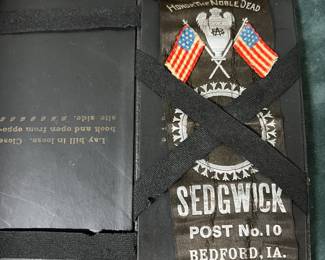 HONOR THE NOBLE DEAD
SEDGWICK
POST No. 10
BEDFORD, IA.
Lay bill in loose. Close
book and open from oppo-
site side.